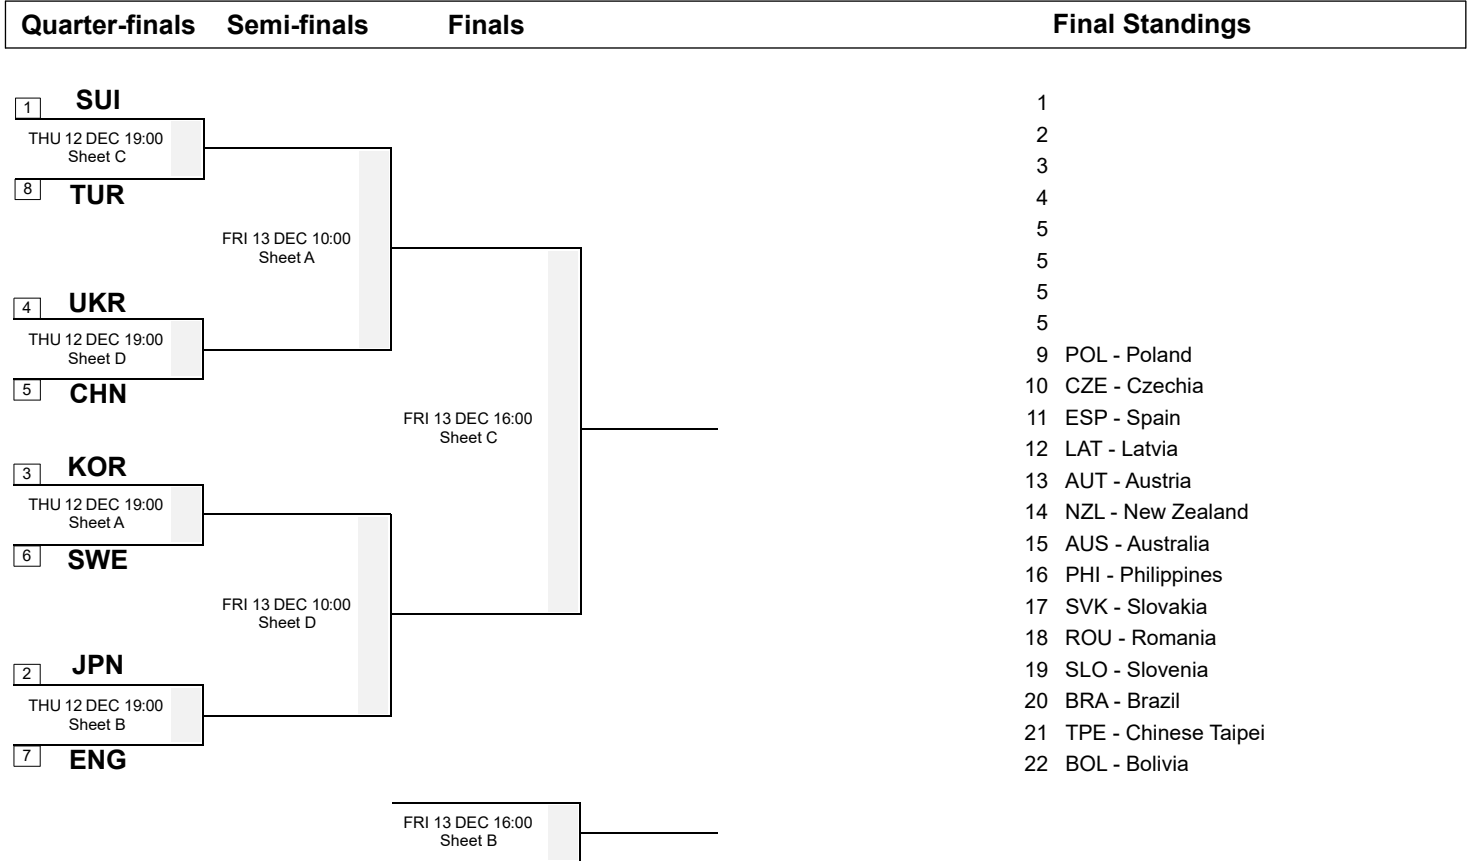 Quarter-finals Semi-finals Finals Final Standings
1 SUI
THU 12 DEC 19:00
Sheet C
8 TUR
FRI 13 DEC 10:00
Sheet A
4 UKR
THU 12 DEC 19:00
Sheet D
5 CHN
FRI 13 DEC 16:00
Sheet C
3 KOR
THU 12 DEC 19:00
Sheet A
6 SWE
FRI 13 DEC 10:00
Sheet D
2 JPN
THU 12 DEC 19:00
Sheet B
7 ENG
FRI 13 DEC 16:00
Sheet B
1
2
3
4
5
5
5
5
9 POL - Poland
10 CZE - Czechia
11 ESP - Spain
12 LAT - Latvia
13 AUT - Austria
14 NZL - New Zealand
15 AUS - Australia
16 PHI - Philippines
17 SVK - Slovakia
18 ROU - Romania
19 SLO - Slovenia
20 BRA - Brazil
21 TPE - Chinese Taipei
22 BOL - Bolivia